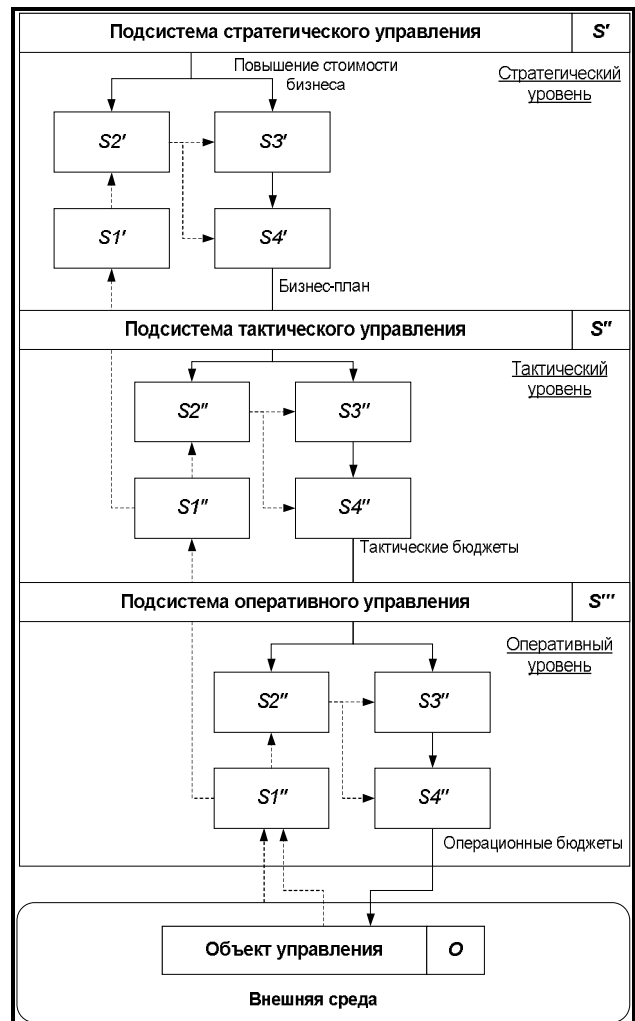 Подсистема стратегического управления S′
Повышение стоимости
бизнеса
Стратегический
уровень
S2′ S3′
S1′ S4′
Бизнес-план
Подсистема тактического управления S″
Тактический
уровень
S2″ S3″
S1″ S4″
Тактические бюджеты
Подсистема оперативного управления S‴
Оперативный
уровень
S2″ S3″
S1″ S4″
Операционные бюджеты
Объект управления O
Внешняя среда